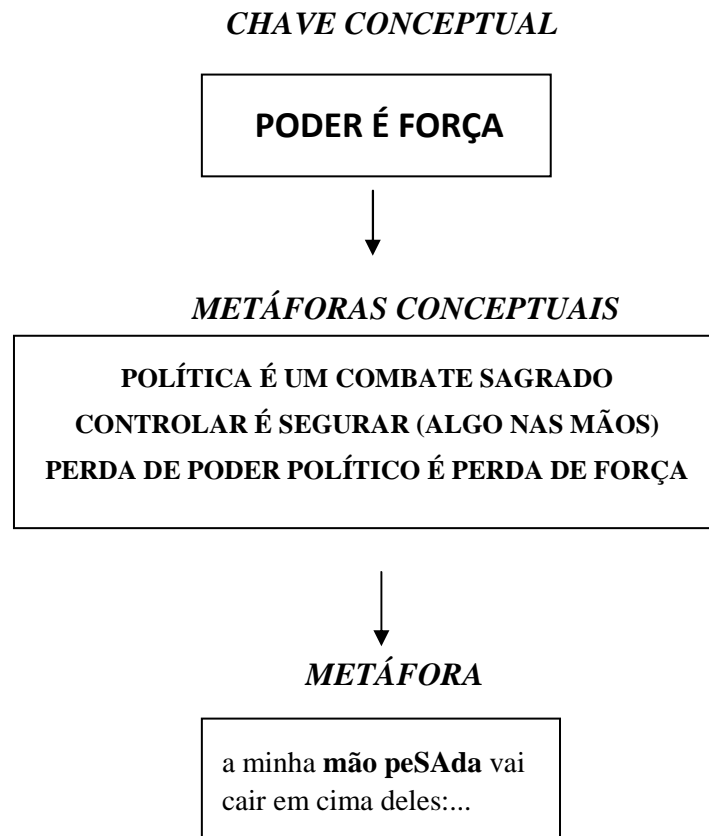 CHAVE CONCEPTUAL
PODER É FORÇA
METÁFORAS CONCEPTUAIS
POLÍTICA É UM COMBATE SAGRADO
CONTROLAR É SEGURAR (ALGO NAS MÃOS)
PERDA DE PODER POLÍTICO É PERDA DE FORÇA
METÁFORA
a minha mão peSAda vai
cair em cima deles:...